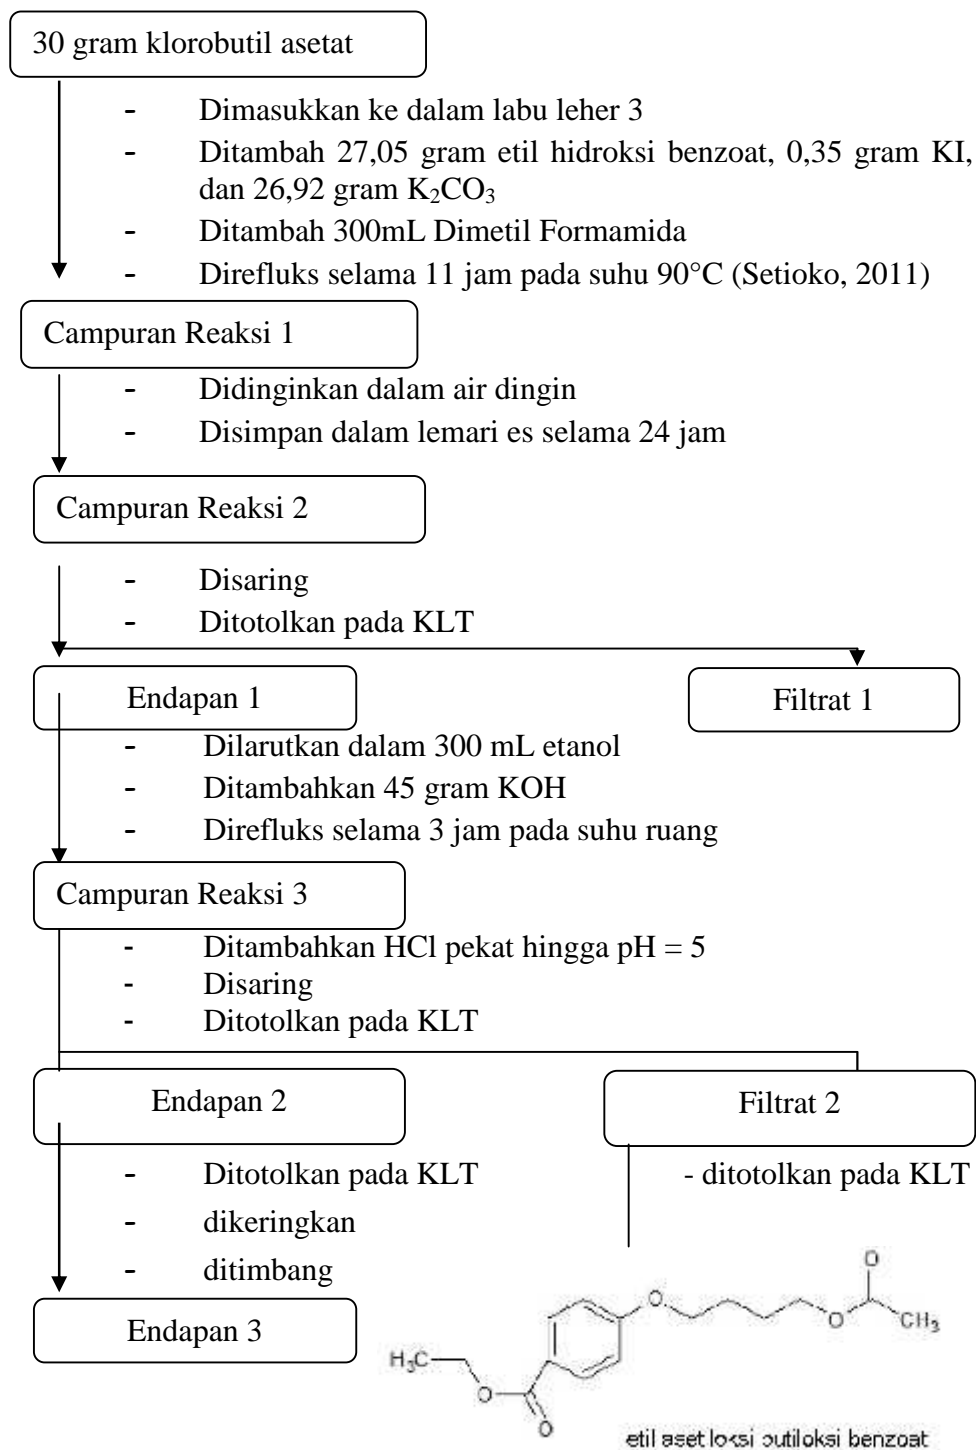 30 gram klorobutil asetat
- Dimasukkan ke dalam labu leher 3
- Ditambah 27,05 gram etil hidroksi benzoat, 0,35 gram KI,
dan 26,92 gram K₂CO₃
- Ditambah 300mL Dimetil Formamida
- Direfluks selama 11 jam pada suhu 90°C (Setioko, 2011)
Campuran Reaksi 1
- Didinginkan dalam air dingin
- Disimpan dalam lemari es selama 24 jam
Campuran Reaksi 2
- Disaring
- Ditotolkan pada KLT
Endapan 1
Filtrat 1
- Dilarutkan dalam 300 mL etanol
- Ditambahkan 45 gram KOH
- Direfluks selama 3 jam pada suhu ruang
Campuran Reaksi 3
- Ditambahkan HCl pekat hingga pH = 5
- Disaring
- Ditotolkan pada KLT
Endapan 2
Filtrat 2
- Ditotolkan pada KLT
- ditotolkan pada KLT
- dikeringkan
- ditimbang
Endapan 3
O
O
O
CH₃
H₃C
O
O
etil asetloksi butiloksi benzoat